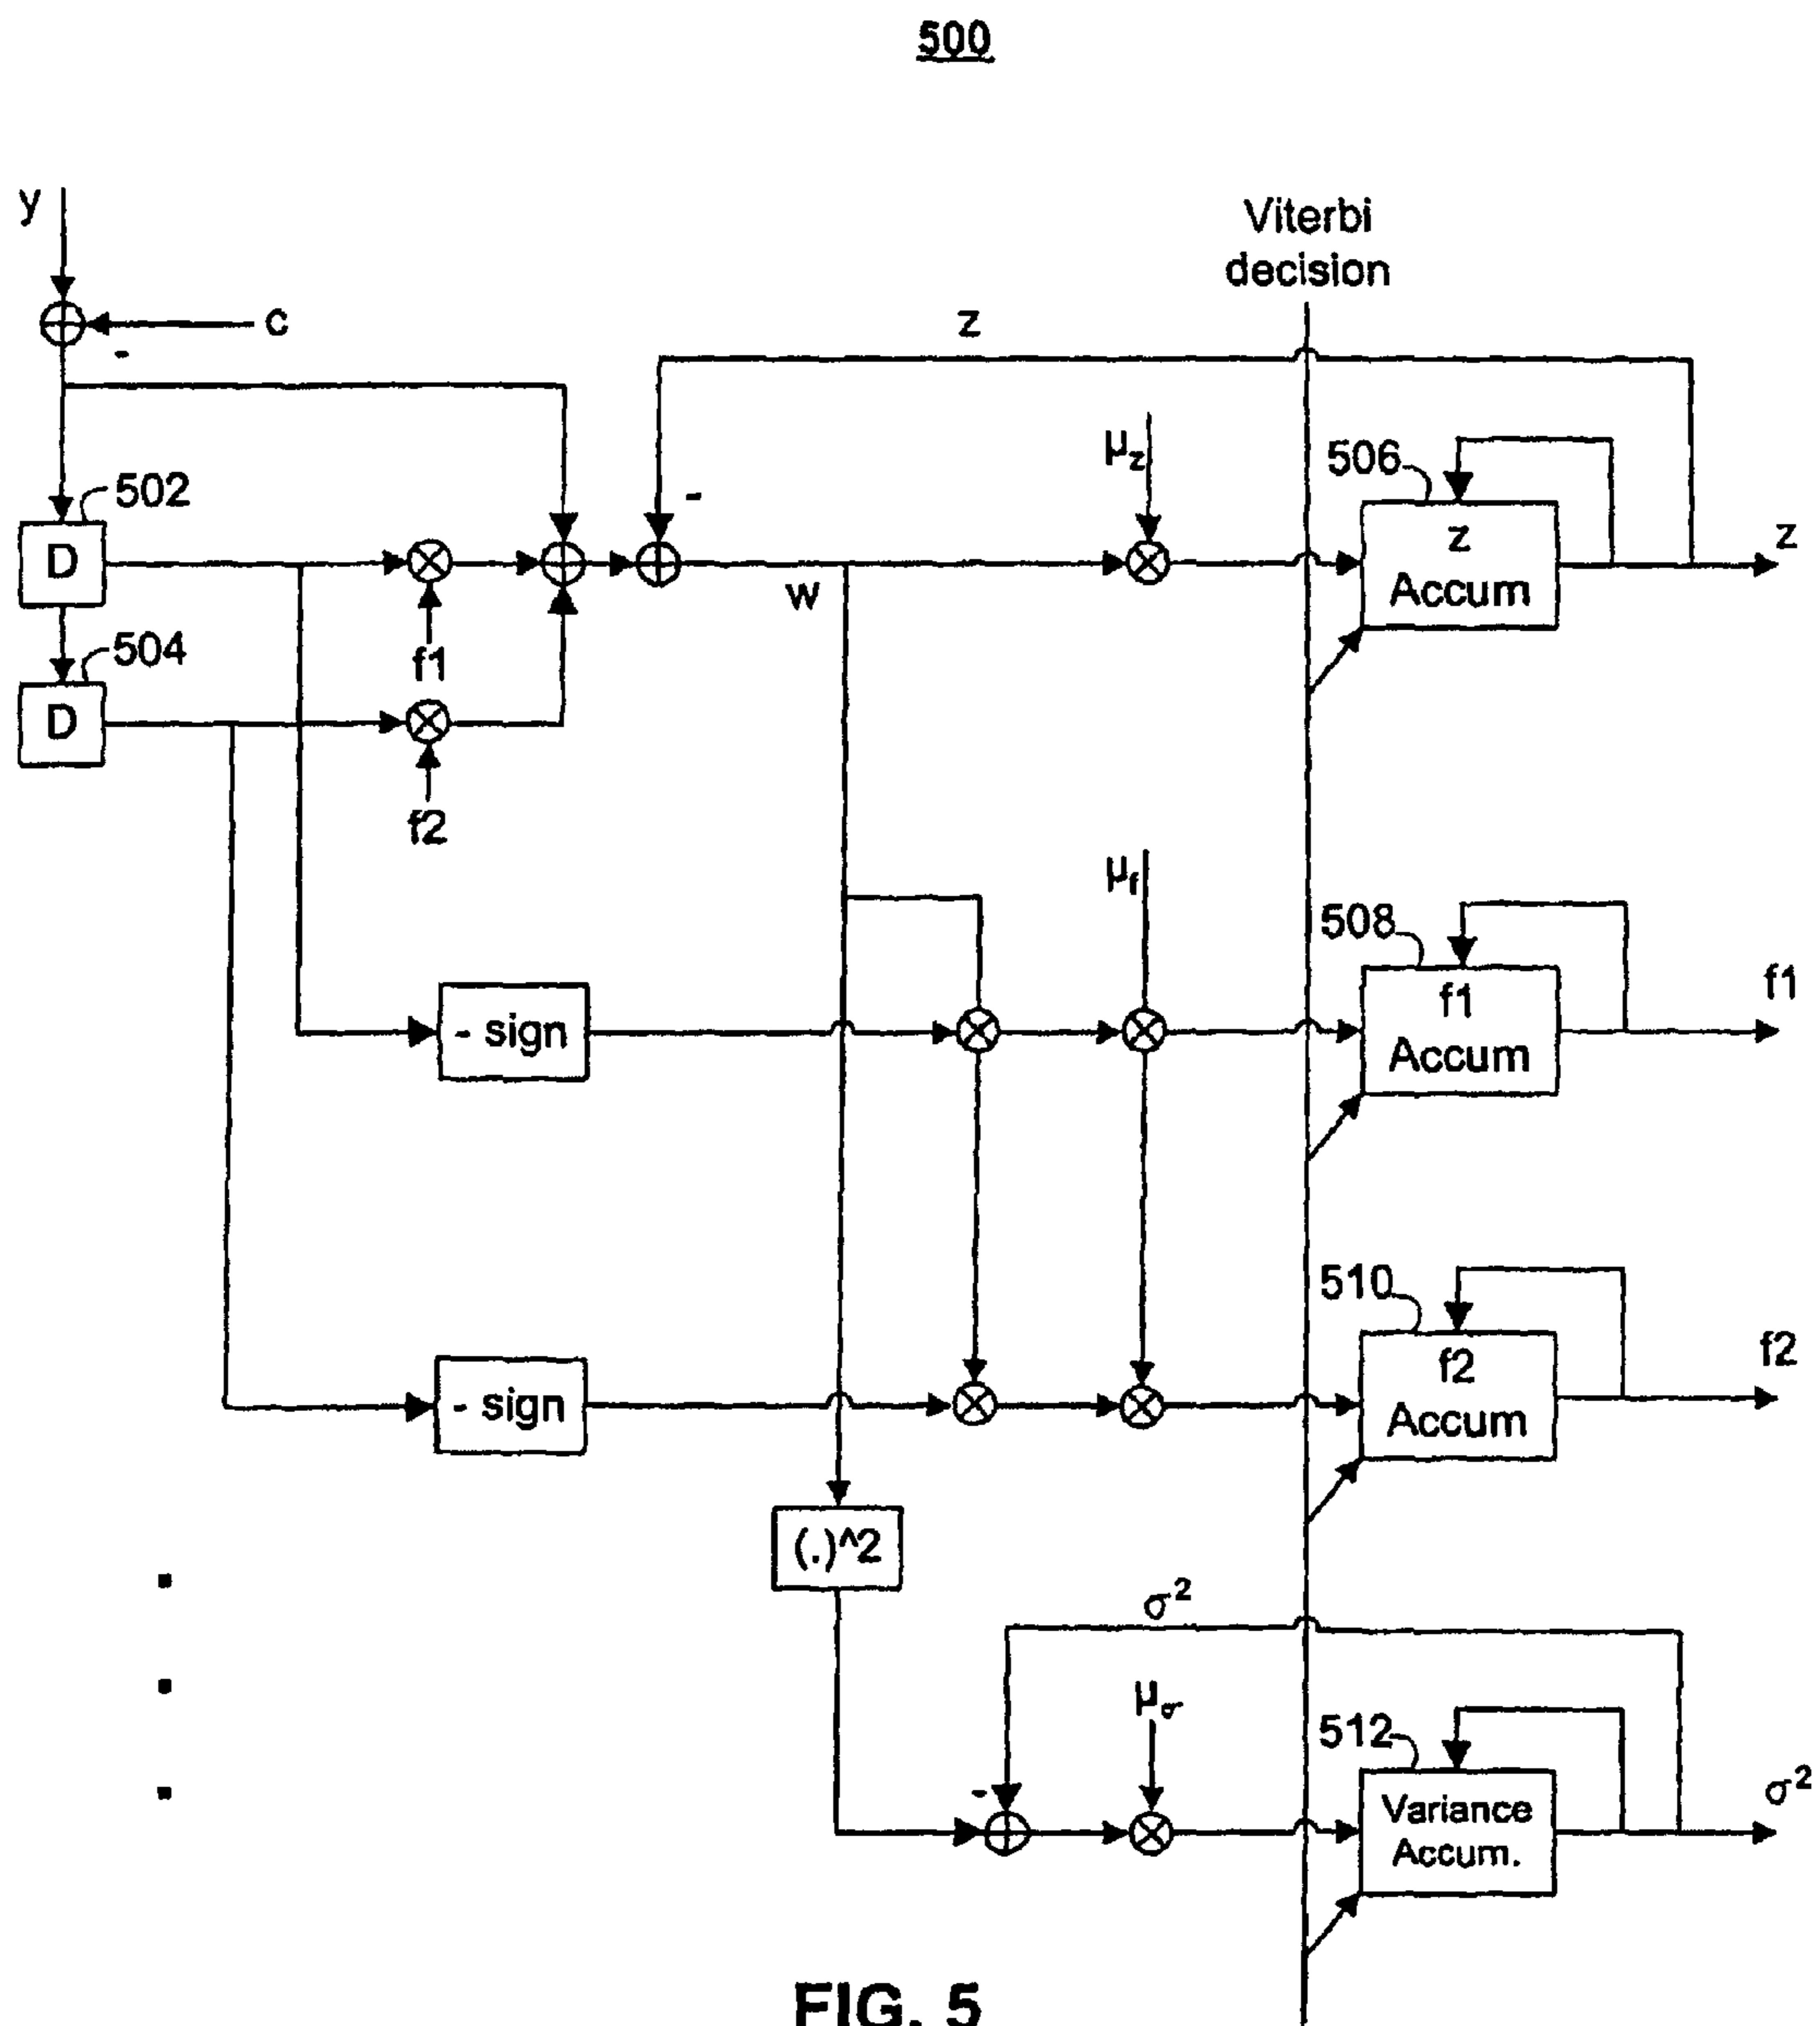 500
y
Viterbi
decision
c
-
z
μz
506
502
-
z
Accum
z
D
w
504
f1
D
f2
μf
508
f1
f1
Accum
- sign
510
f2
f2
Accum
- sign
(.)^2
σ²
μσ
512
-
Variance
Accum.
σ²
FIG. 5